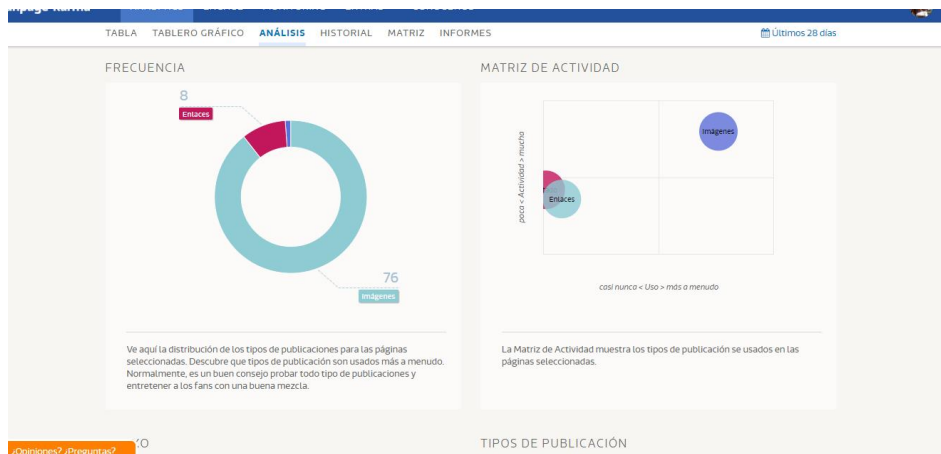 TABLA TABLERO GRÁFICO ANÁLISIS HISTORIAL MATRIZ INFORMES Últimos 28 días
FRECUENCIA
8
Enlaces
76
Imágenes
Ve aquí la distribución de los tipos de publicaciones para las páginas
seleccionadas. Descubre que tipos de publicación son usados más a menudo.
Normalmente, es un buen consejo probar todo tipo de publicaciones y
entretener a los fans con una buena mezcla.
MATRIZ DE ACTIVIDAD
poca < Actividad > mucho
Imágenes
Enlaces
casi nunca < Uso > más a menudo
La Matriz de Actividad muestra los tipos de publicación se usados en las
páginas seleccionadas.
TIPOS DE PUBLICACIÓN
¿Opiniones? ¿Preguntas?